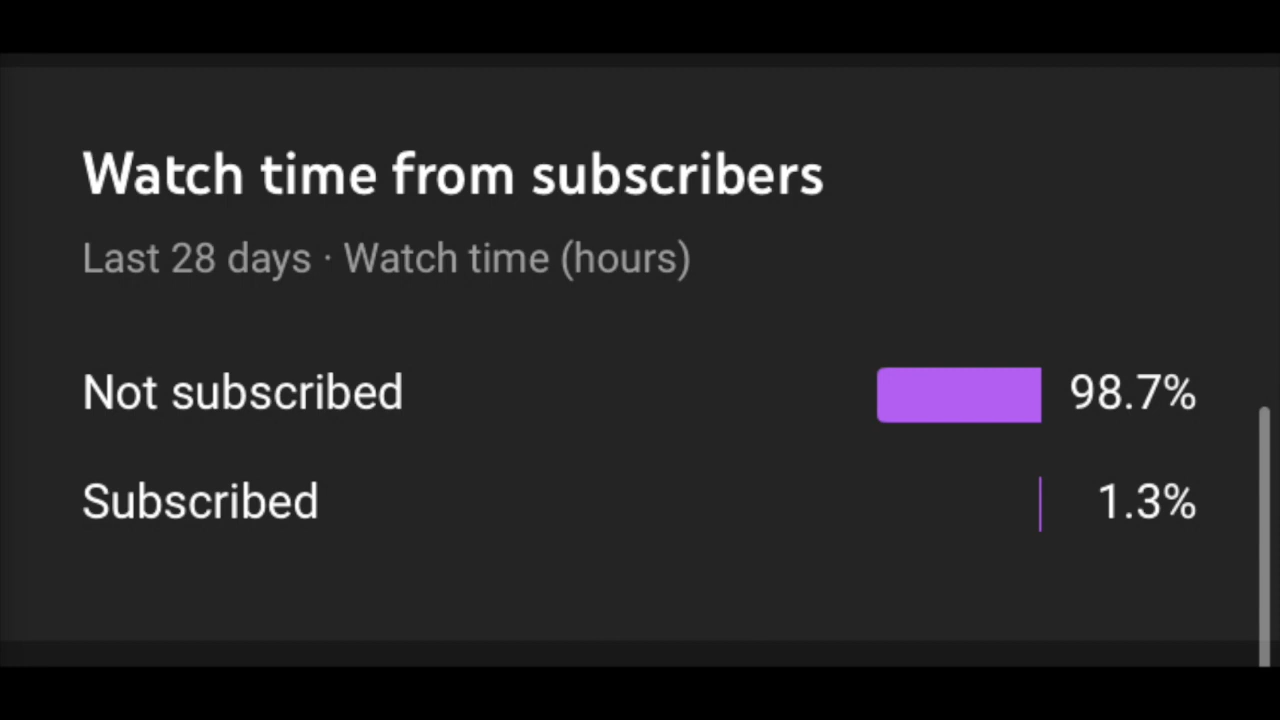 Watch time from subscribers
Last 28 days · Watch time (hours)
Not subscribed 98.7%
Subscribed 1.3%